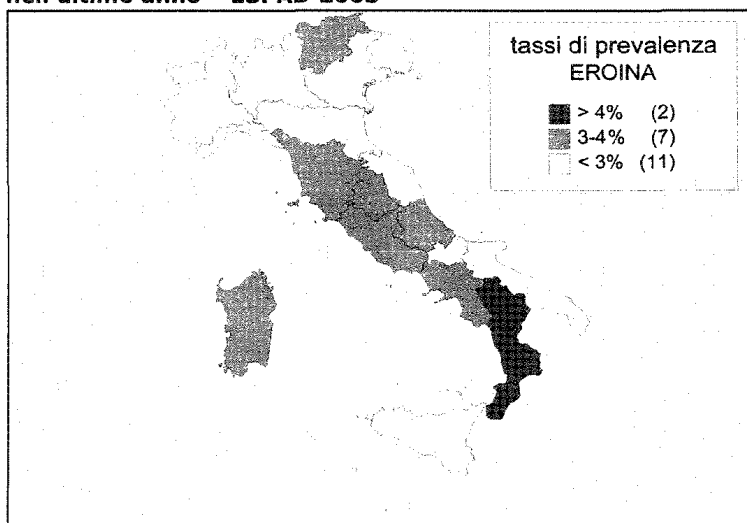 tassi di prevalenza
EROINA
> 4% (2)
3-4% (7)
< 3% (11)